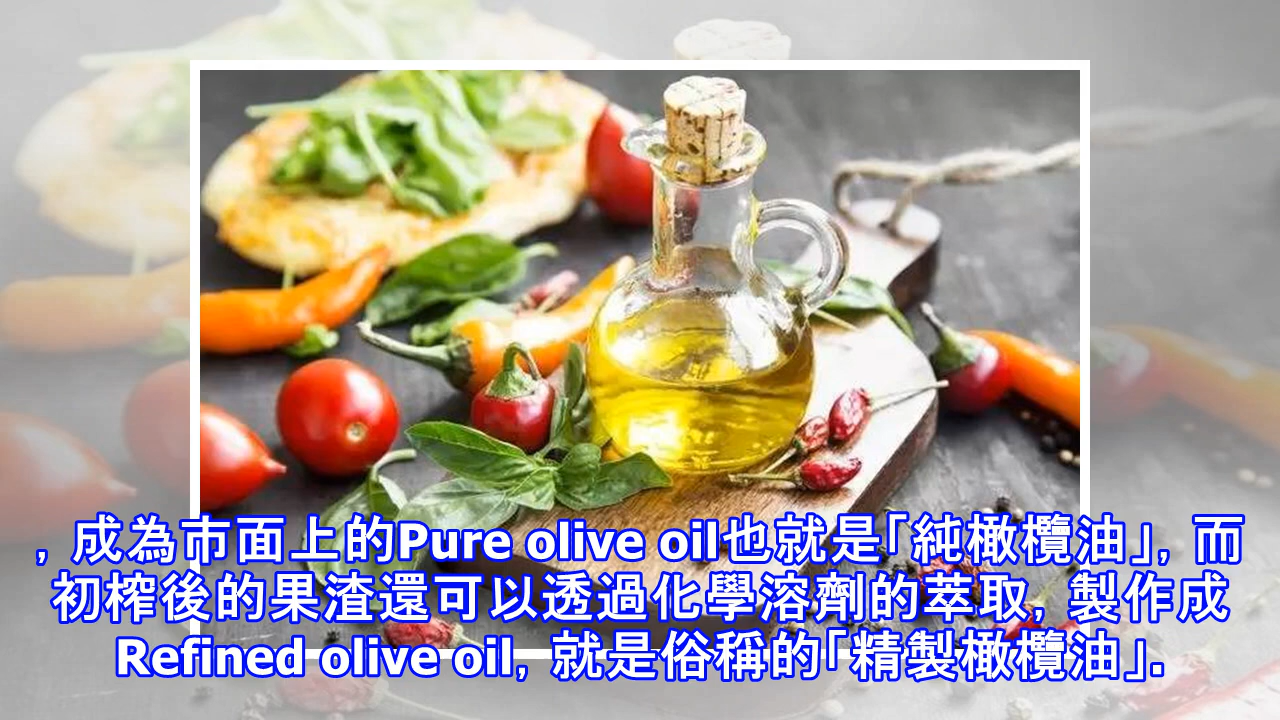 , 成為市面上的Pure olive oil也就是「純橄欖油」, 而
初榨後的果渣還可以透過化學溶劑的萃取, 製作成
Refined olive oil, 就是俗稱的「精製橄欖油」.